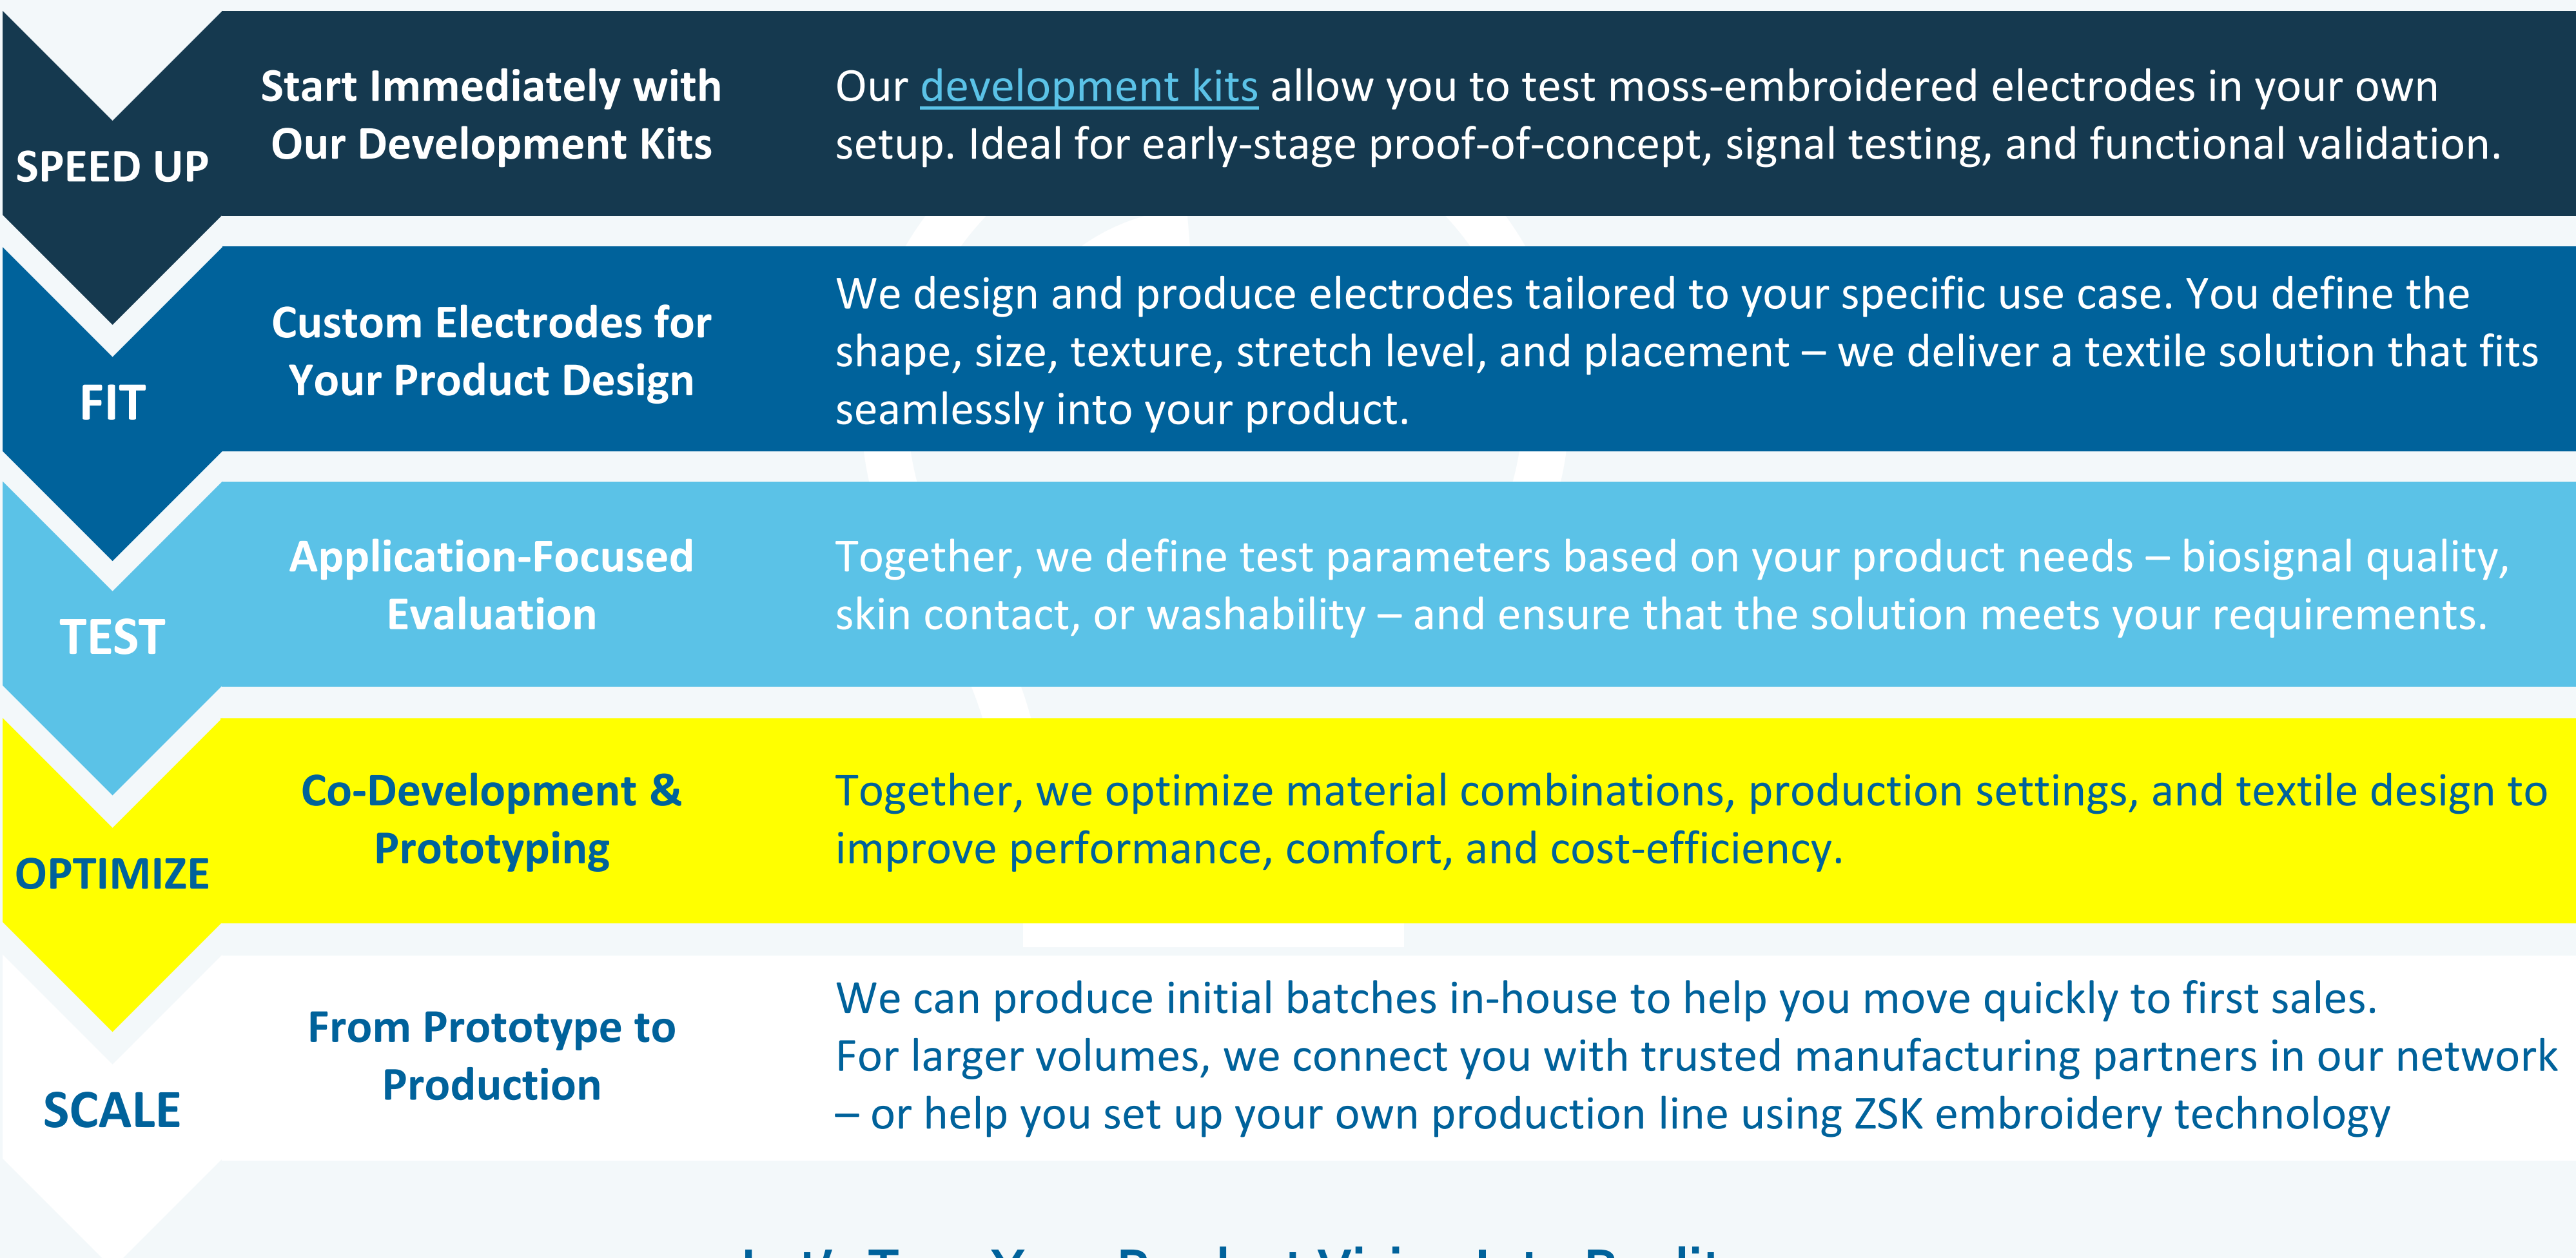 SPEED UP
Start Immediately with
Our Development Kits
Our development kits allow you to test moss-embroidered electrodes in your own
setup. Ideal for early-stage proof-of-concept, signal testing, and functional validation.
FIT
Custom Electrodes for
Your Product Design
We design and produce electrodes tailored to your specific use case. You define the
shape, size, texture, stretch level, and placement – we deliver a textile solution that fits
seamlessly into your product.
TEST
Application-Focused
Evaluation
Together, we define test parameters based on your product needs – biosignal quality,
skin contact, or washability – and ensure that the solution meets your requirements.
OPTIMIZE
Co-Development &
Prototyping
Together, we optimize material combinations, production settings, and textile design to
improve performance, comfort, and cost-efficiency.
SCALE
From Prototype to
Production
We can produce initial batches in-house to help you move quickly to first sales.
For larger volumes, we connect you with trusted manufacturing partners in our network
– or help you set up your own production line using ZSK embroidery technology